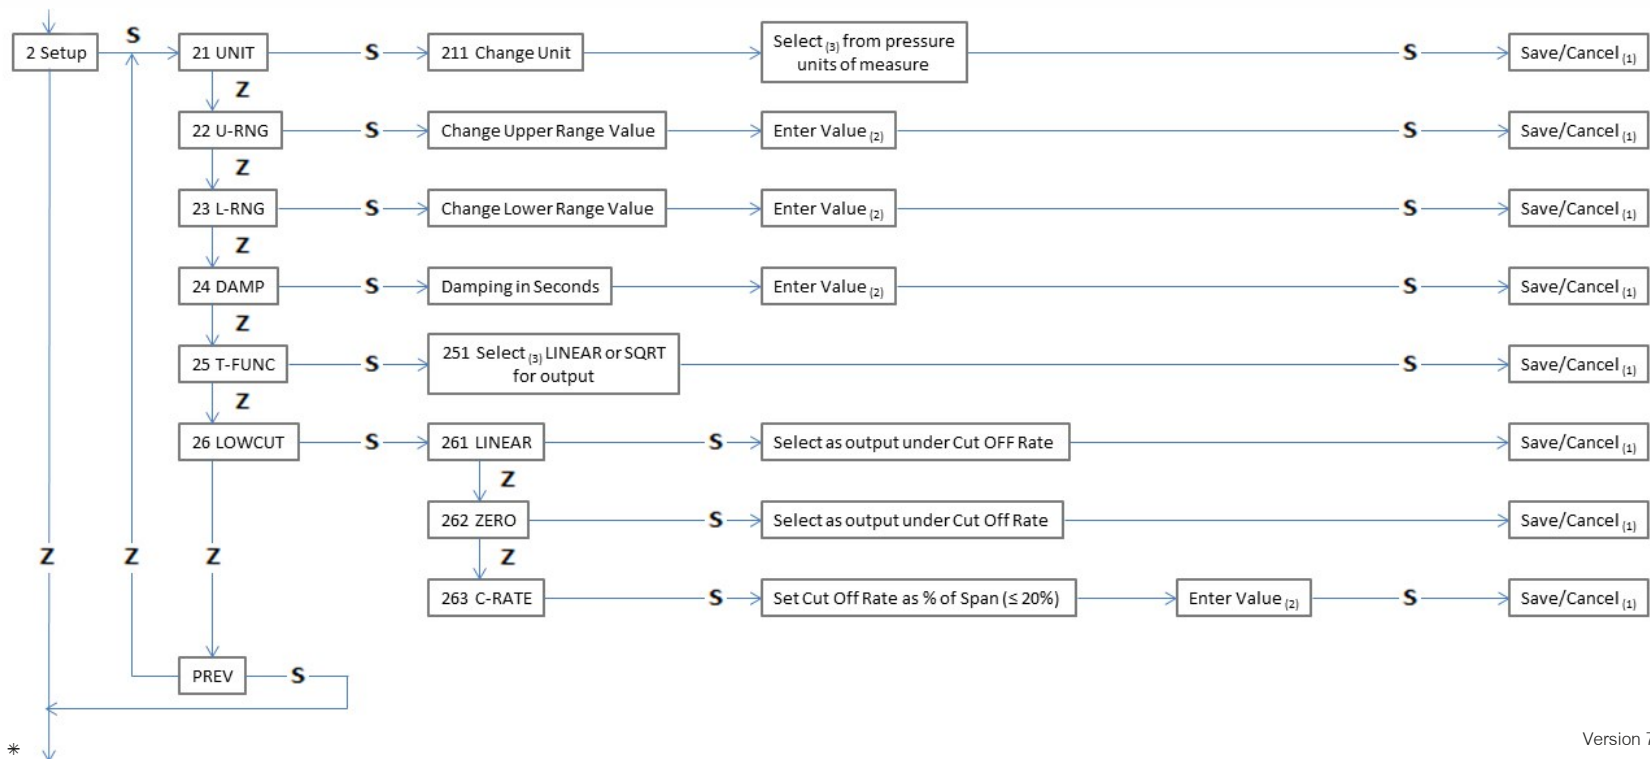 S
2 Setup
21 UNIT
S
211 Change Unit
Select (3) from pressure
units of measure
S
Save/Cancel (1)
Z
22 U-RNG
S
Change Upper Range Value
Enter Value (2)
S
Save/Cancel (1)
Z
23 L-RNG
S
Change Lower Range Value
Enter Value (2)
S
Save/Cancel (1)
Z
24 DAMP
S
Damping in Seconds
Enter Value (2)
S
Save/Cancel (1)
Z
25 T-FUNC
S
251 Select (3) LINEAR or SQRT
for output
S
Save/Cancel (1)
Z
26 LOWCUT
S
261 LINEAR
S
Select as output under Cut OFF Rate
Save/Cancel (1)
Z
262 ZERO
S
Select as output under Cut Off Rate
Save/Cancel (1)
Z
Z
Z
Z
263 C-RATE
S
Set Cut Off Rate as % of Span (≤ 20%)
Enter Value (2)
S
Save/Cancel (1)
PREV
S
*
Version 7